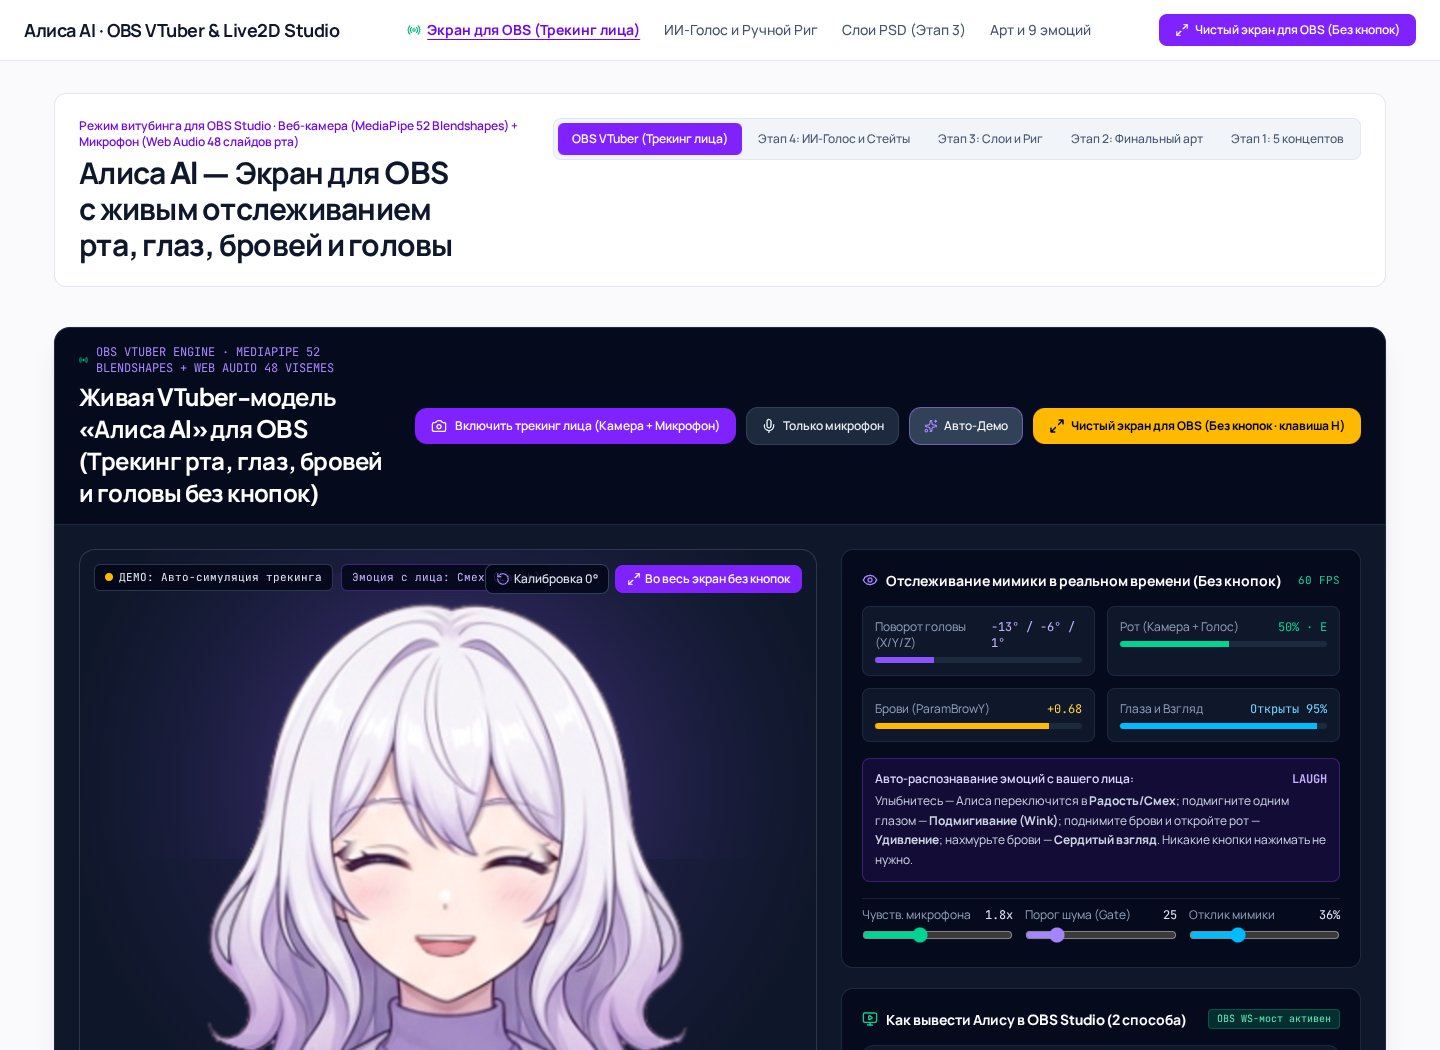 Алиса AI · OBS VTuber & Live2D Studio
Экран для OBS (Трекинг лица)
ИИ-Голос и Ручной Риг
Слои PSD (Этап 3)
Арт и 9 эмоций
Чистый экран для OBS (Без кнопок)
Режим витубинга для OBS Studio · Веб-камера (MediaPipe 52 Blendshapes) +
Микрофон (Web Audio 48 слайдов рта)
Алиса AI — Экран для OBS
с живым отслеживанием
рта, глаз, бровей и головы
OBS VTuber (Трекинг лица)
Этап 4: ИИ-Голос и Стейты
Этап 3: Слои и Риг
Этап 2: Финальный арт
Этап 1: 5 концептов
OBS VTUBER ENGINE · MEDIAPIPE 52
BLENDSHAPES + WEB AUDIO 48 VISEMES
Живая VTuber-модель
«Алиса AI» для OBS
(Трекинг рта, глаз, бровей
и головы без кнопок)
Включить трекинг лица (Камера + Микрофон)
Только микрофон
Авто-Демо
Чистый экран для OBS (Без кнопок · клавиша H)
ДЕМО: Авто-симуляция трекинга
Эмоция с лица: Смех
Калибровка 0°
Во весь экран без кнопок
Отслеживание мимики в реальном времени (Без кнопок)
60 FPS
Поворот головы
(X/Y/Z)
-13° / -6° /
1°
Рот (Камера + Голос)
50% · E
Брови (ParamBrowY)
+0.68
Глаза и Взгляд
Открыты 95%
Авто-распознавание эмоций с вашего лица:
LAUGH
Улыбнитесь — Алиса переключится в Радость/Смех; подмигните одним
глазом — Подмигивание (Wink); поднимите брови и откройте рот —
Удивление; нахмурьте брови — Сердитый взгляд. Никакие кнопки нажимать не
нужно.
Чувств. микрофона
1.8x
Порог шума (Gate)
25
Отклик мимики
36%
Как вывести Алису в OBS Studio (2 способа)
OBS WS-мост активен